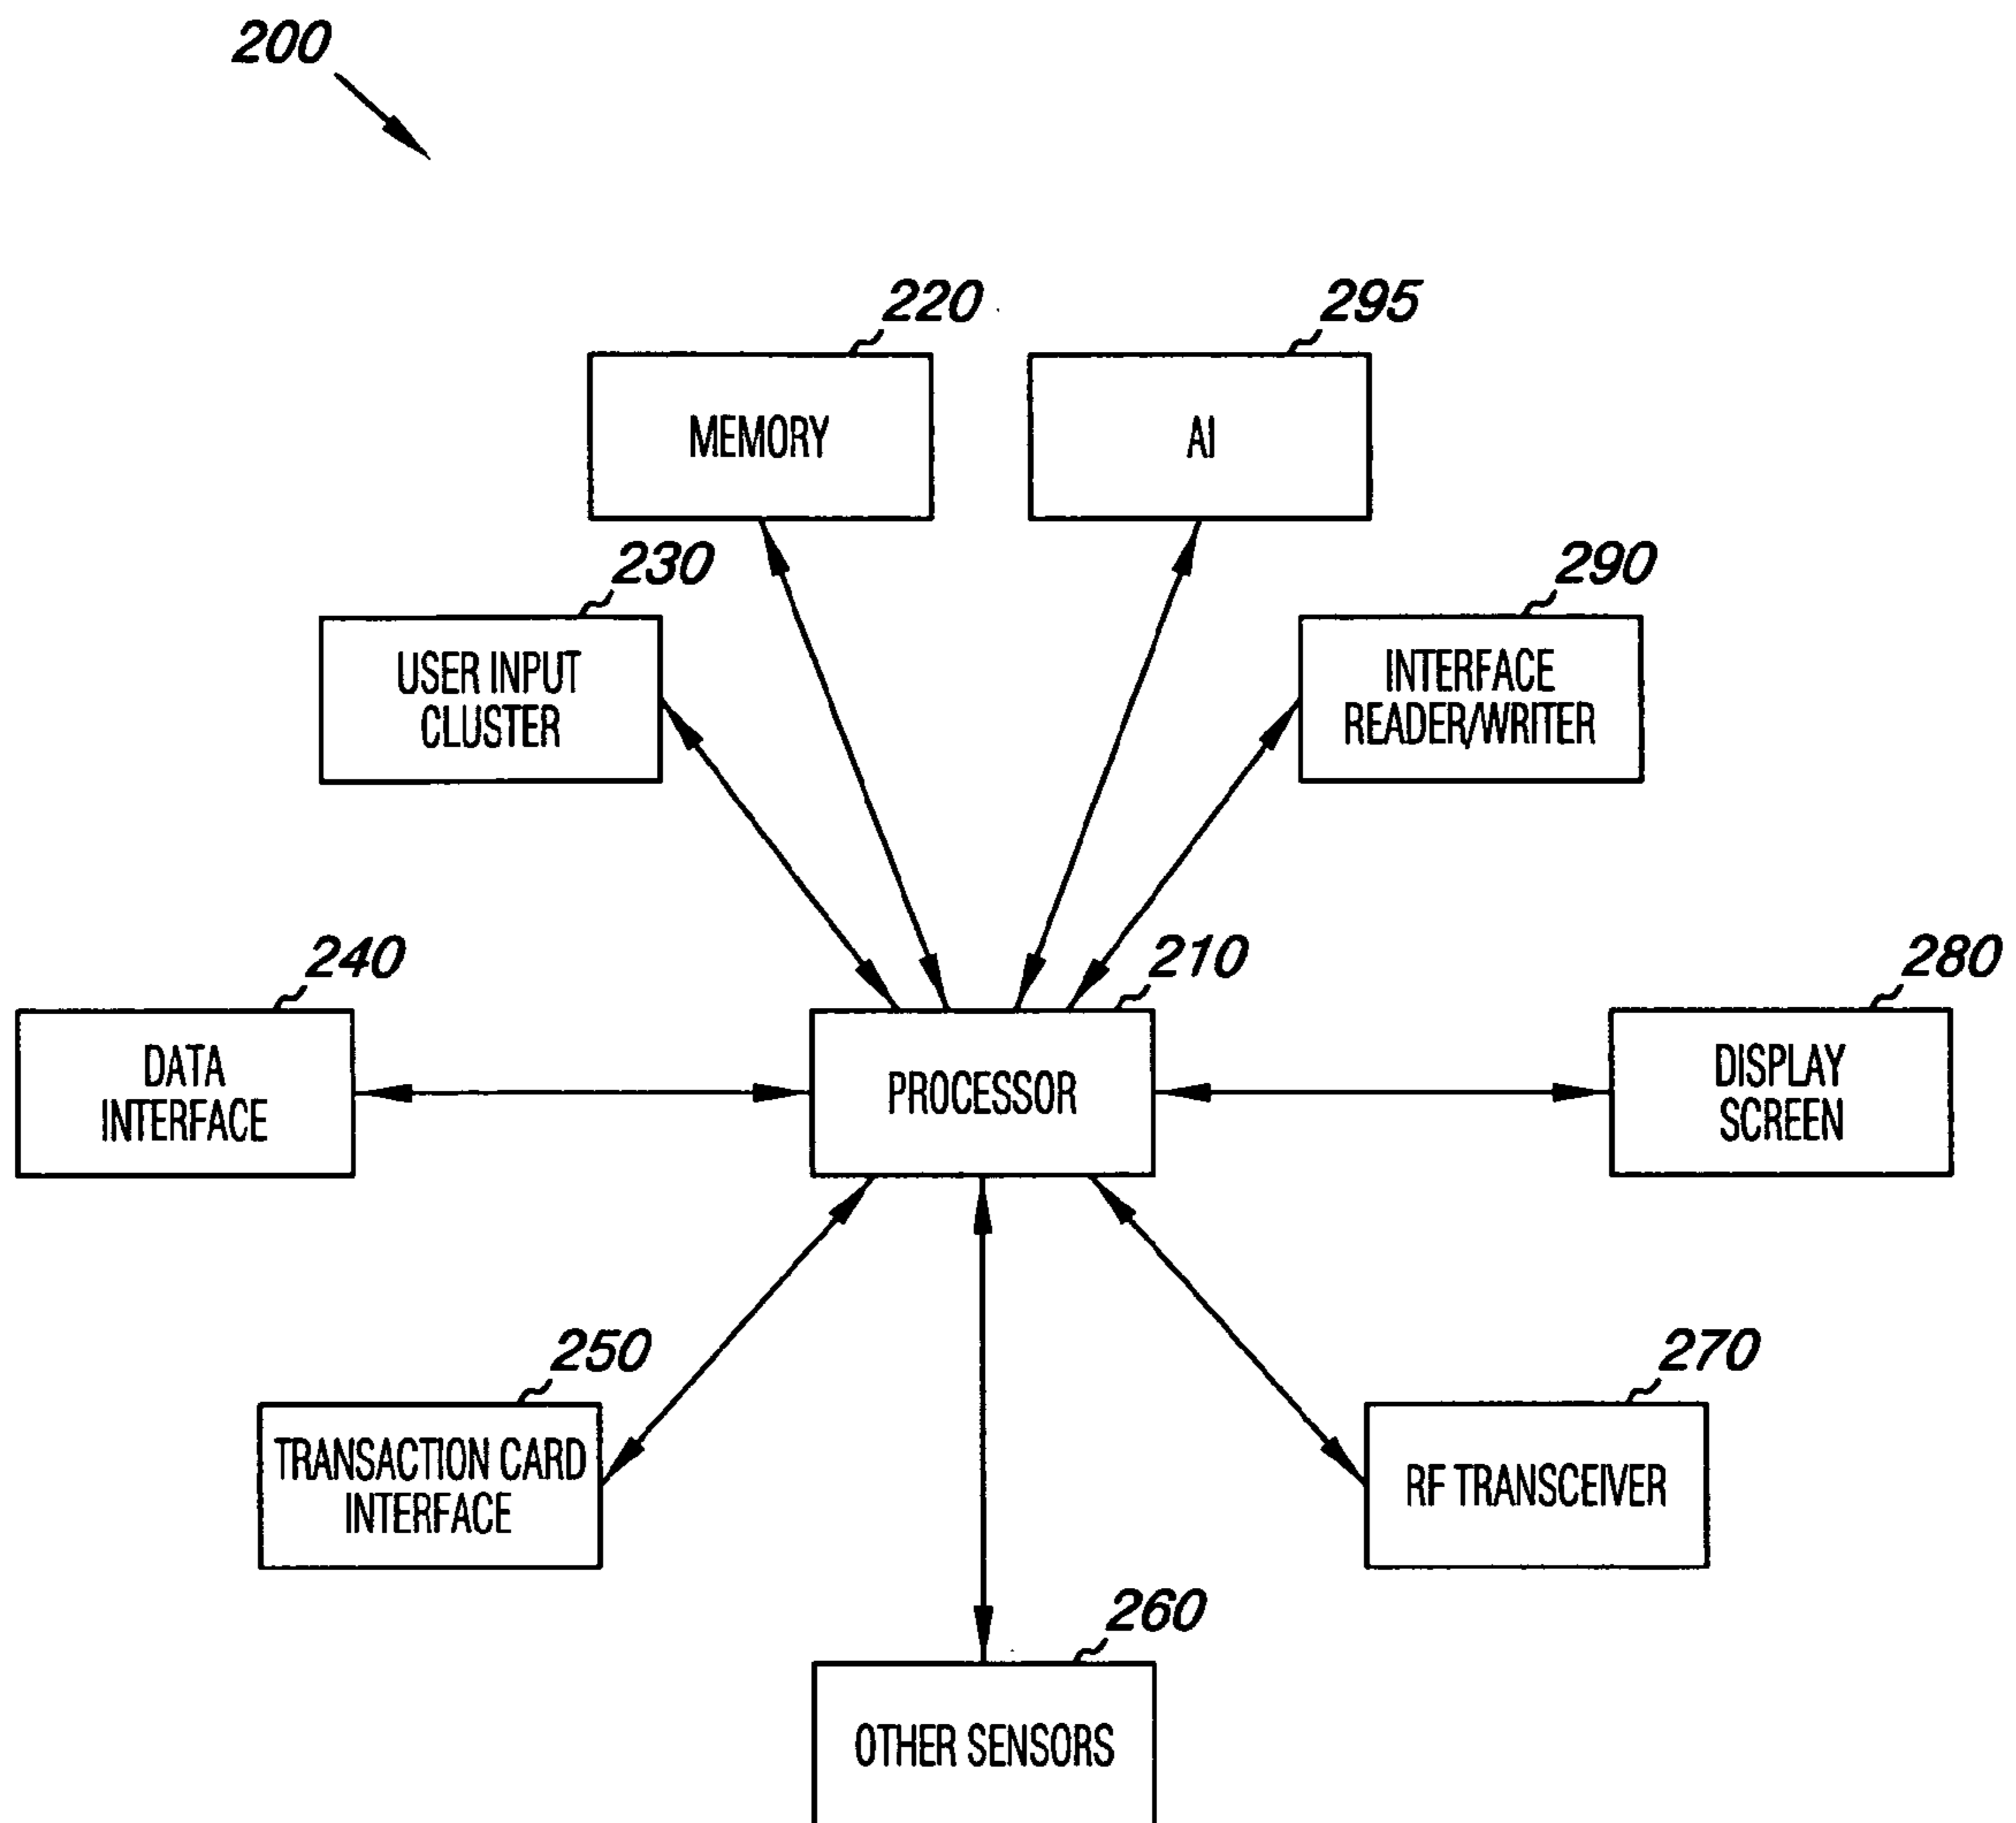 200
220
295
MEMORY
AI
230
290
USER INPUT
CLUSTER
INTERFACE
READER/WRITER
240
210
280
DATA
INTERFACE
PROCESSOR
DISPLAY
SCREEN
250
270
TRANSACTION CARD
INTERFACE
RF TRANSCEIVER
260
OTHER SENSORS